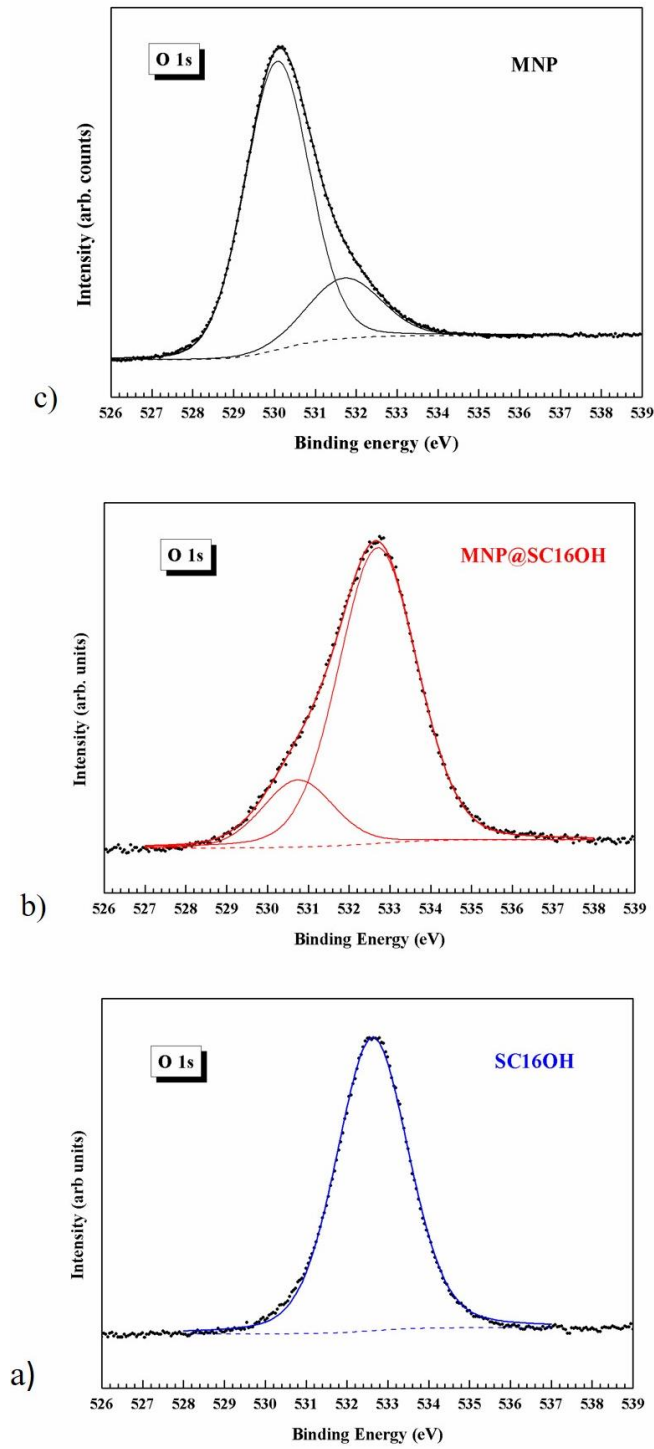 O 1s
MNP
Intensity (arb. counts)
c)
526 527 528 529 530 531 532 533 534 535 536 537 538 539
Binding energy (eV)
O 1s
MNP@SC16OH
Intensity (arb. units)
b)
526 527 528 529 530 531 532 533 534 535 536 537 538 539
Binding Energy (eV)
O 1s
SC16OH
Intensity (arb units)
a)
526 527 528 529 530 531 532 533 534 535 536 537 538 539
Binding Energy (eV)